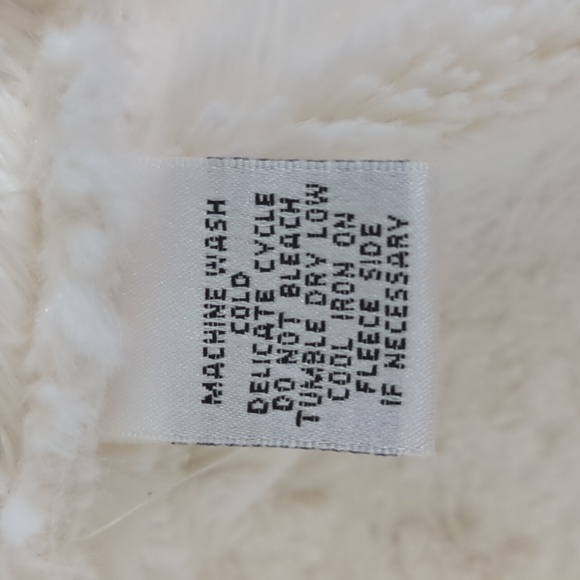 MACHINE WASH
COLD
DELICATE CYCLE
DO NOT BLEACH
TUMBLE DRY LOW
COOL IRON ON
FLEECE SIDE
IF NECESSARY